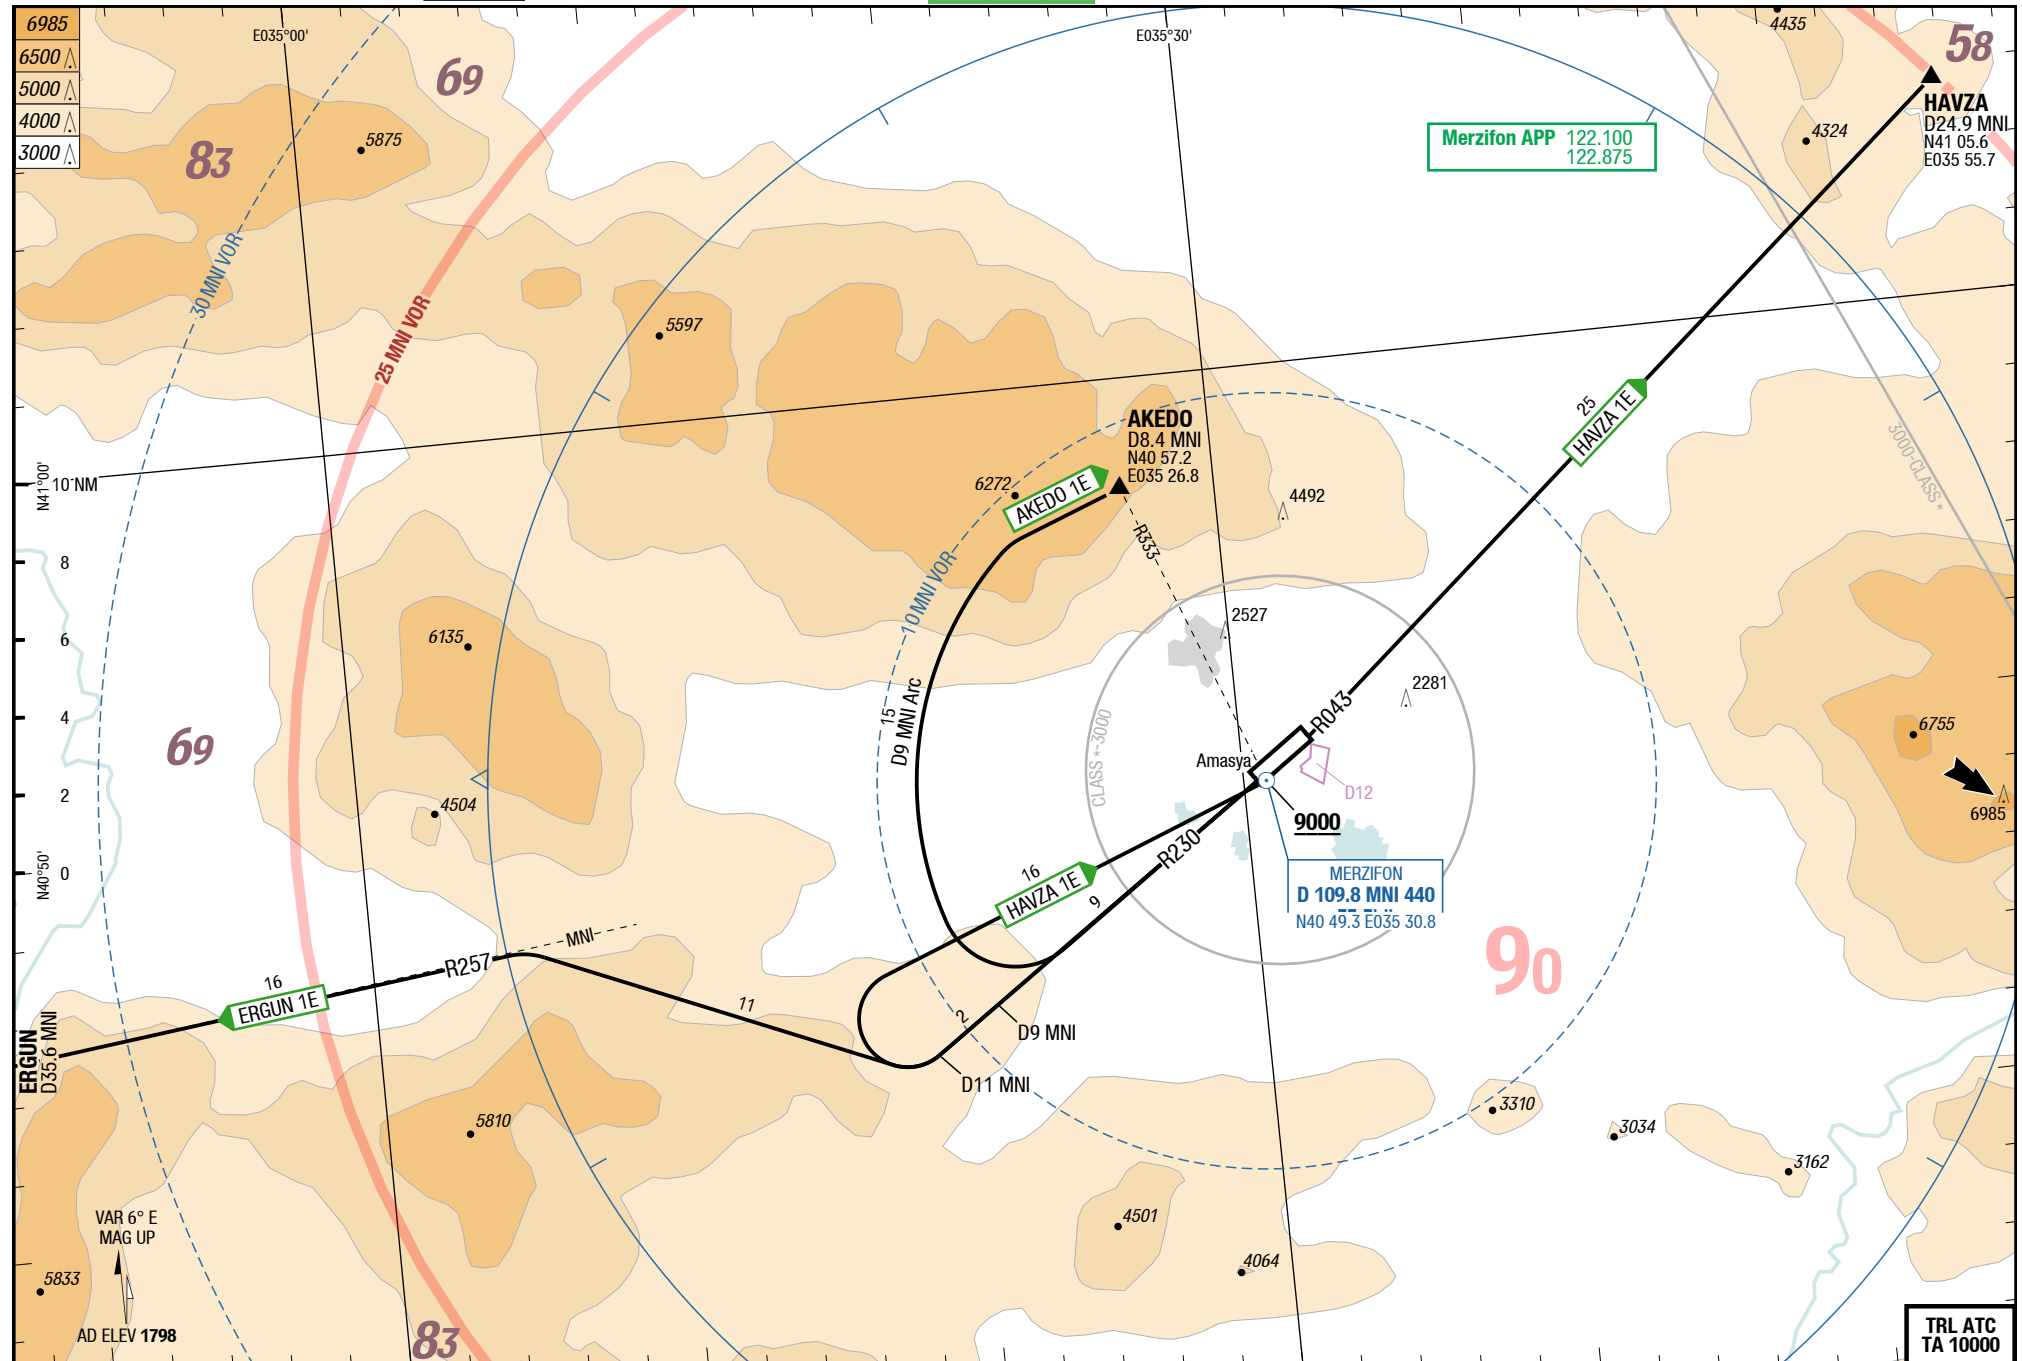 6985
6500
5000
4000
3000
E035°00'
E035°30'
4435
58
69
83
5875
HAVZA
D24.9 MNI
N41 05.6
E035 55.7
Merzifon APP 122.100
122.875
4324
30 MNI VOR
25 MNI VOR
5597
25
HAVZA 1E
AKEDO
D8.4 MNI
N40 57.2
E035 26.8
3000-CLASS *
N41°00'
10 NM
6272
AKEDO 1E
4492
R333
8
10 MNI VOR
6
6135
2527
4
15
D9 MNI Arc
2281
R043
CLASS *-3000
6755
69
Amasya
D12
2
4504
6985
9000
N40°50'
0
R230
MERZIFON
D 109.8 MNI 440
N40 49.3 E035 30.8
16
HAVZA 1E
9
MNI
R257
90
16
ERGUN 1E
11
2
D9 MNI
ERGUN
D35.6 MNI
D11 MNI
5810
3310
3034
3162
4501
4064
VAR 6° E
MAG UP
5833
AD ELEV 1798
83
TRL ATC
TA 10000